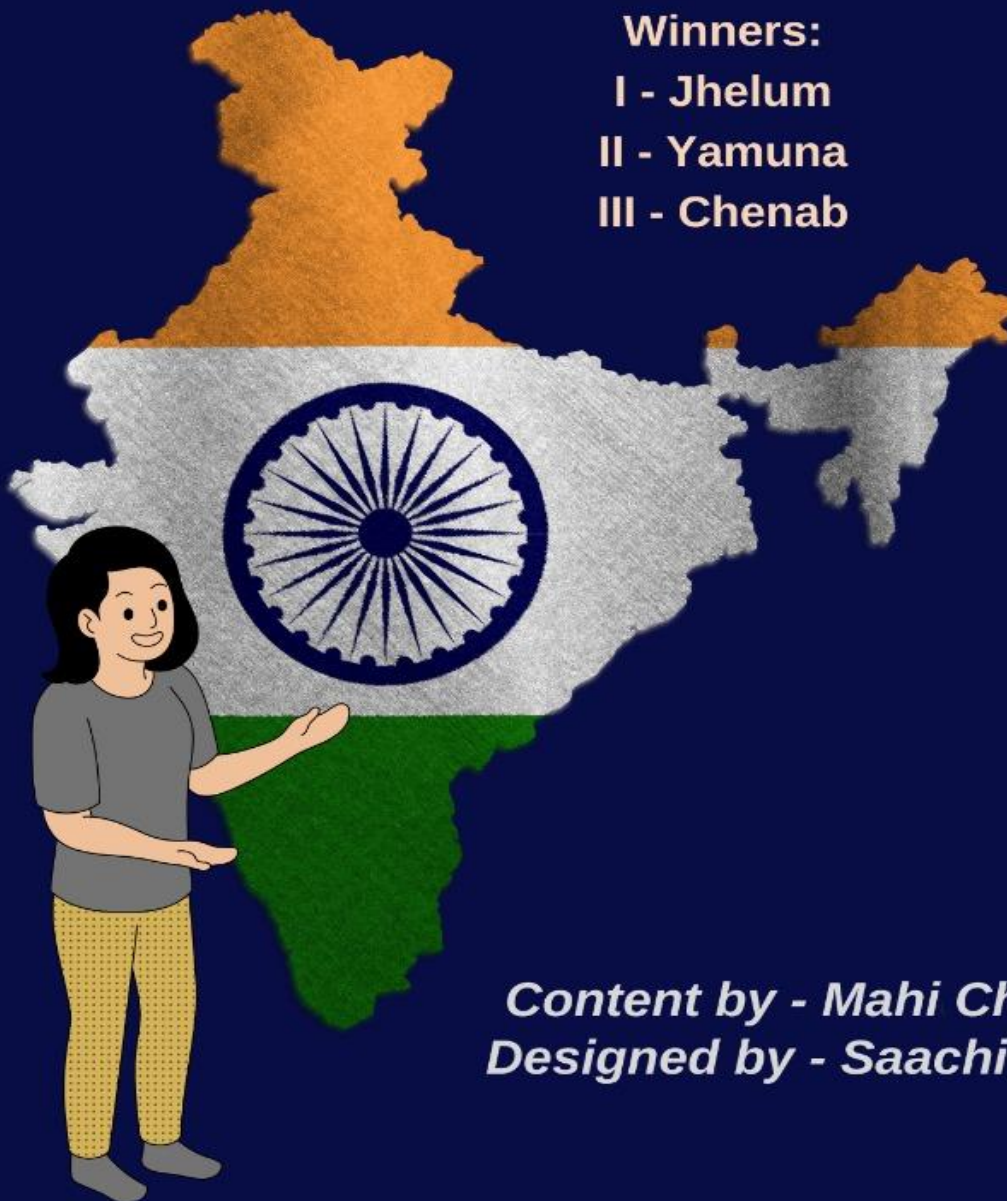 Winners:
I - Jhelum
II - Yamuna
III - Chenab
Content by - Mahi
Designed by - Saachi